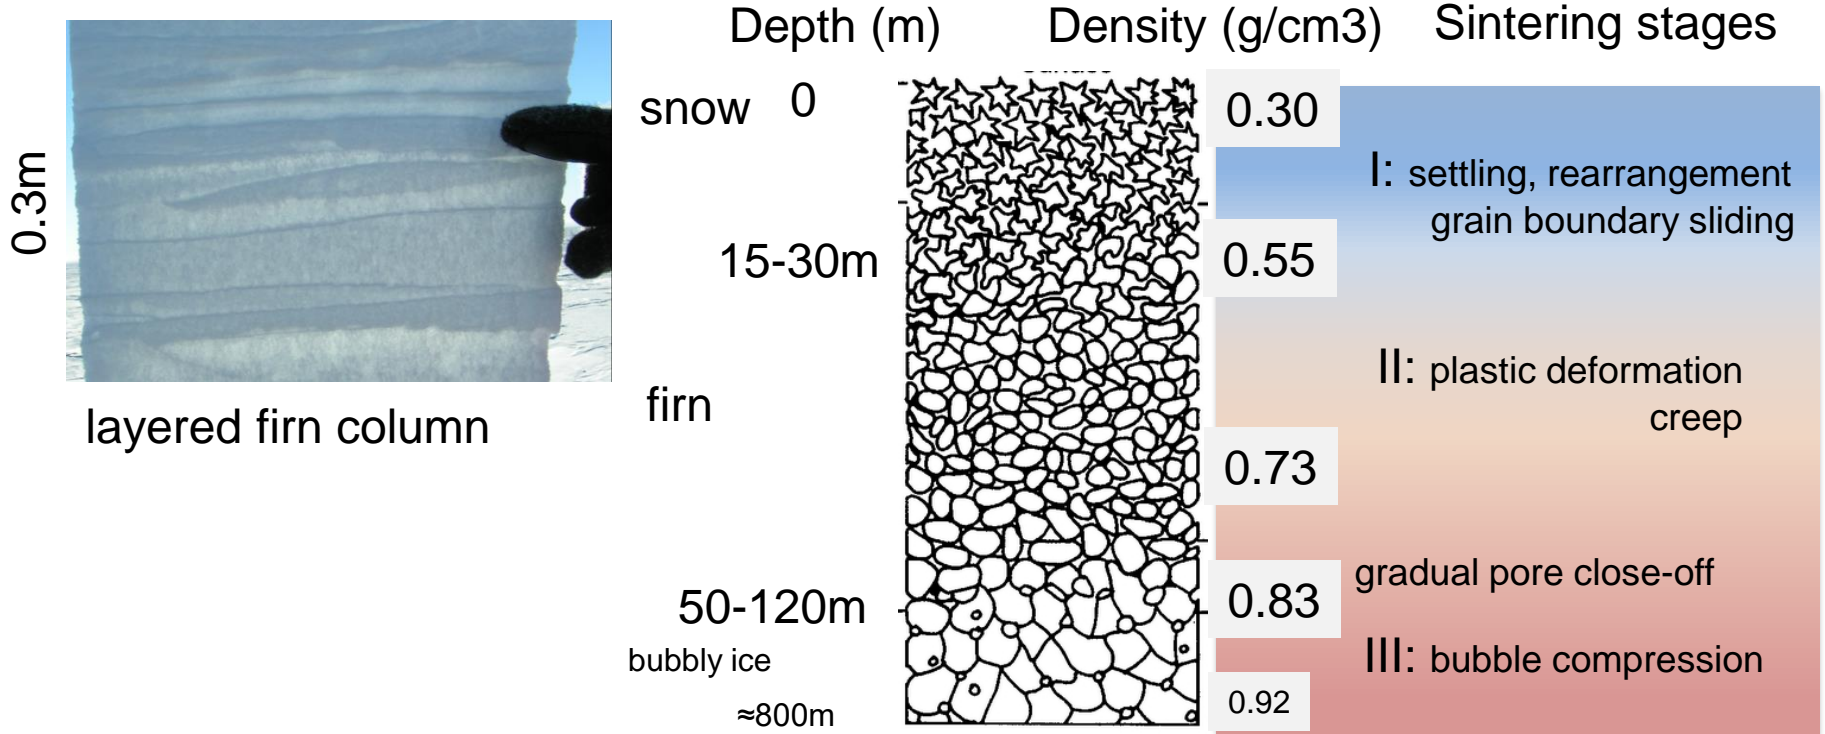 Depth (m)
Density (g/cm3)
Sintering stages
0.3m
layered firn column
snow 0
0.30
I: settling, rearrangement
grain boundary sliding
15-30m
0.55
II: plastic deformation
creep
firn
0.73
gradual pore close-off
50-120m
0.83
bubbly ice
III: bubble compression
≈800m
0.92